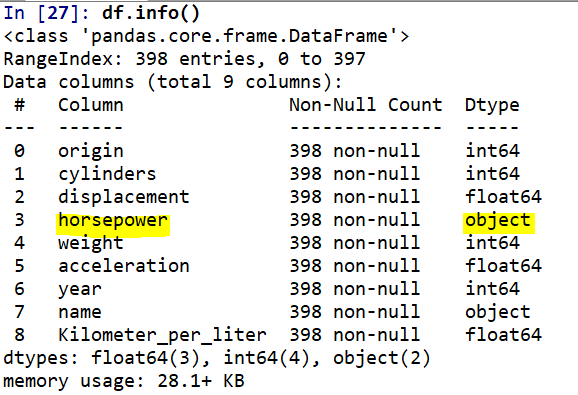 In [27]: df.info()
<class 'pandas.core.frame.DataFrame'>
RangeIndex: 398 entries, 0 to 397
Data columns (total 9 columns):
 #   Column               Non-Null Count  Dtype
---  ------               --------------  -----
 0   origin               398 non-null    int64
 1   cylinders            398 non-null    int64
 2   displacement         398 non-null    float64
 3   horsepower           398 non-null    object
 4   weight               398 non-null    int64
 5   acceleration         398 non-null    float64
 6   year                 398 non-null    int64
 7   name                 398 non-null    object
 8   Kilometer_per_liter  398 non-null    float64
dtypes: float64(3), int64(4), object(2)
memory usage: 28.1+ KB